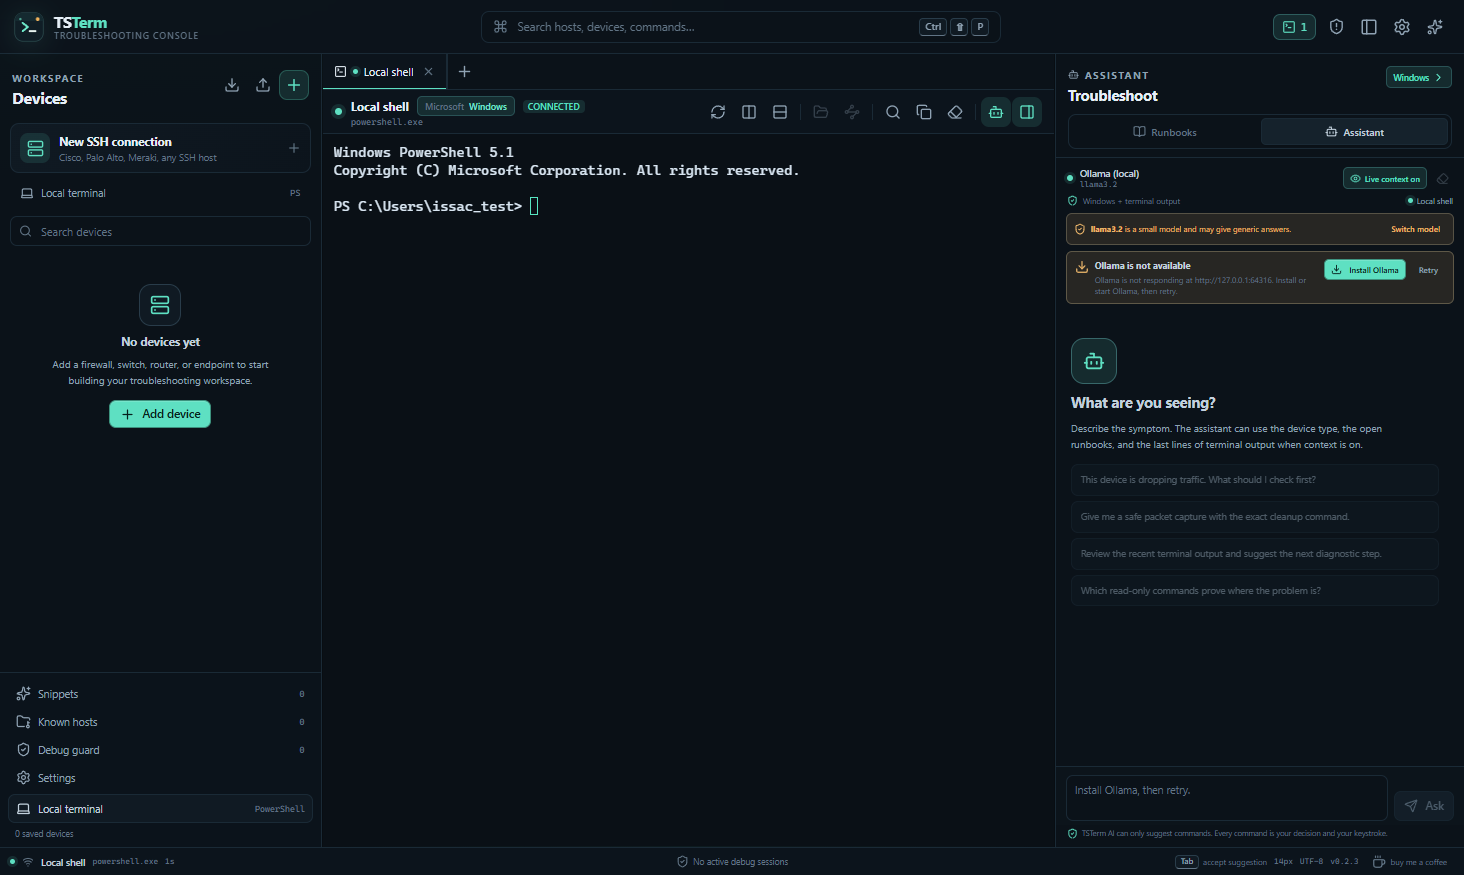 TSTerm
TROUBLESHOOTING CONSOLE
Search hosts, devices, commands...
Ctrl
P
1
WORKSPACE
Devices
New SSH connection
Cisco, Palo Alto, Meraki, any SSH host
Local terminal
PS
Search devices
No devices yet
Add a firewall, switch, router, or endpoint to start
building your troubleshooting workspace.
Add device
Snippets
0
Known hosts
0
Debug guard
0
Settings
Local terminal
PowerShell
0 saved devices
Local shell
Local shell
Microsoft Windows
CONNECTED
powershell.exe
Windows PowerShell 5.1
Copyright (C) Microsoft Corporation. All rights reserved.
PS C:\Users\issac_test>
ASSISTANT
Troubleshoot
Windows
Runbooks
Assistant
Ollama (local)
llama3.2
Live context on
Windows + terminal output
Local shell
llama3.2 is a small model and may give generic answers.
Switch model
Ollama is not available
Ollama is not responding at http://127.0.0.1:64316. Install or
start Ollama, then retry.
Install Ollama
Retry
What are you seeing?
Describe the symptom. The assistant can use the device type, the open
runbooks, and the last lines of terminal output when context is on.
This device is dropping traffic. What should I check first?
Give me a safe packet capture with the exact cleanup command.
Review the recent terminal output and suggest the next diagnostic step.
Which read-only commands prove where the problem is?
Install Ollama, then retry.
Ask
TSTerm AI can only suggest commands. Every command is your decision and your keystroke.
Local shell
powershell.exe
1s
No active debug sessions
Tab
accept suggestion
14px
UTF-8
v0.2.3
buy me a coffee